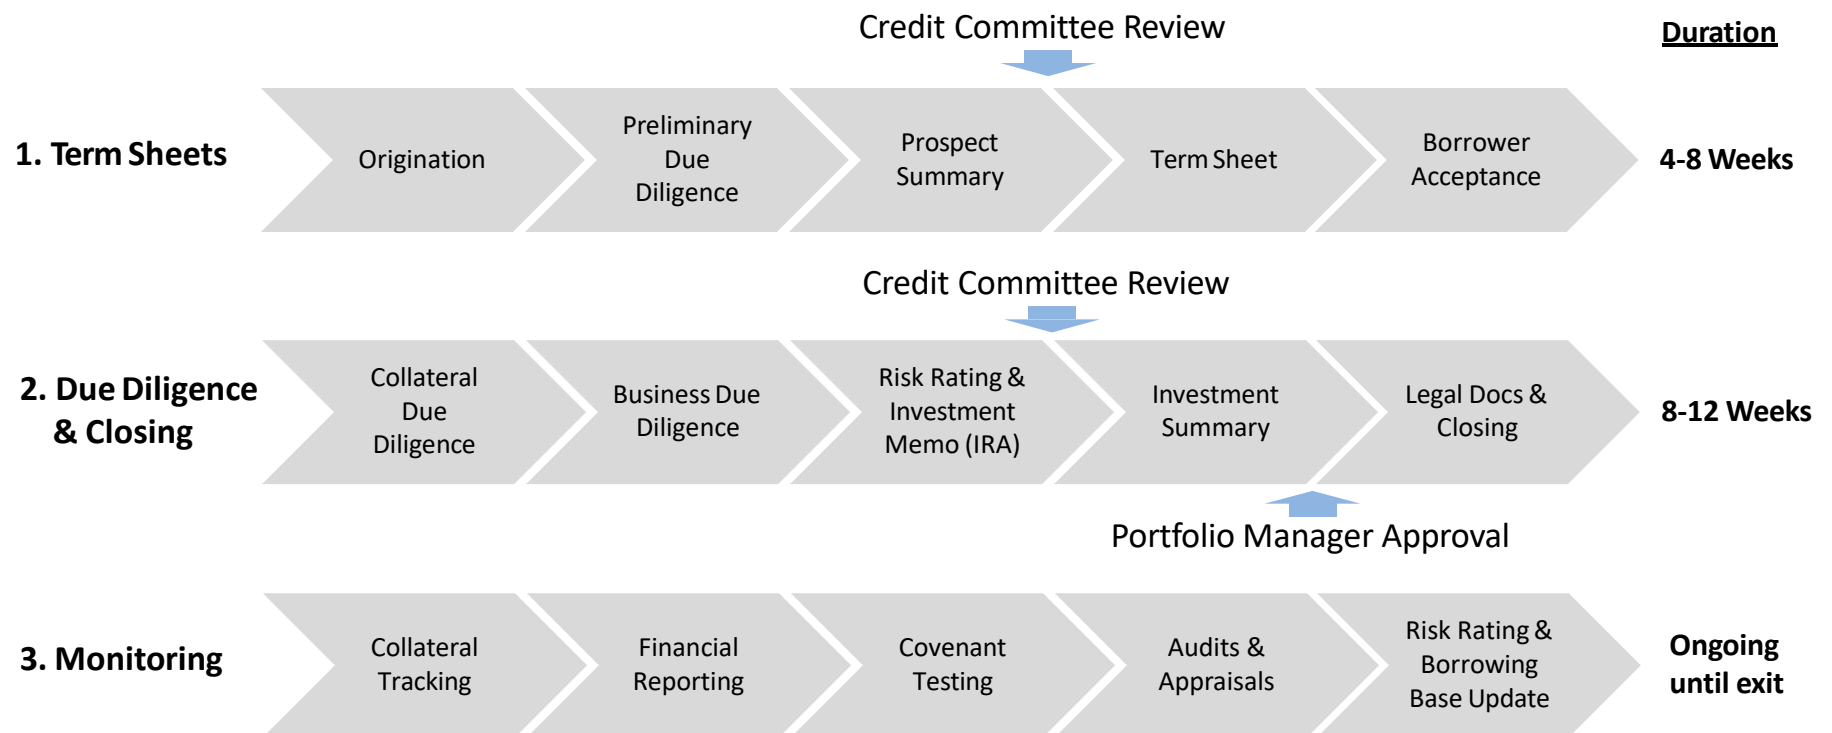 Credit Committee Review
Duration
1. Term Sheets
Origination
Preliminary
Due
Diligence
Prospect
Summary
Term Sheet
Borrower
Acceptance
4-8 Weeks
Credit Committee Review
2. Due Diligence
& Closing
Collateral
Due
Diligence
Business Due
Diligence
Risk Rating &
Investment
Memo (IRA)
Investment
Summary
Legal Docs &
Closing
8-12 Weeks
Portfolio Manager Approval
3. Monitoring
Collateral
Tracking
Financial
Reporting
Covenant
Testing
Audits &
Appraisals
Risk Rating &
Borrowing
Base Update
Ongoing
until exit